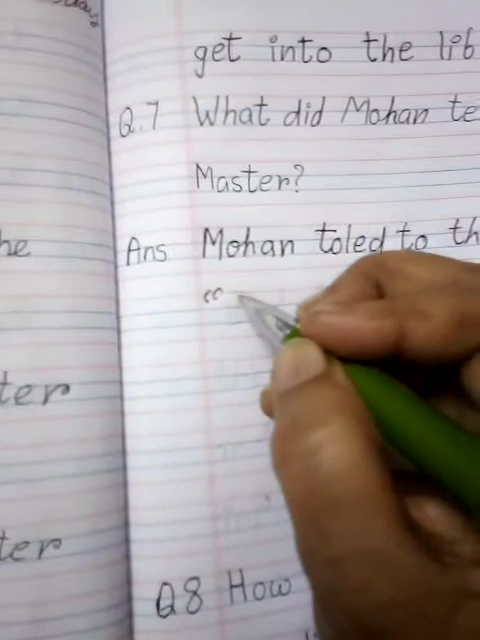 get into the lib
Q.7 What did Mohan te
Master?
Ans Mohan toled to th
“
Q8 How
he
ter
ter